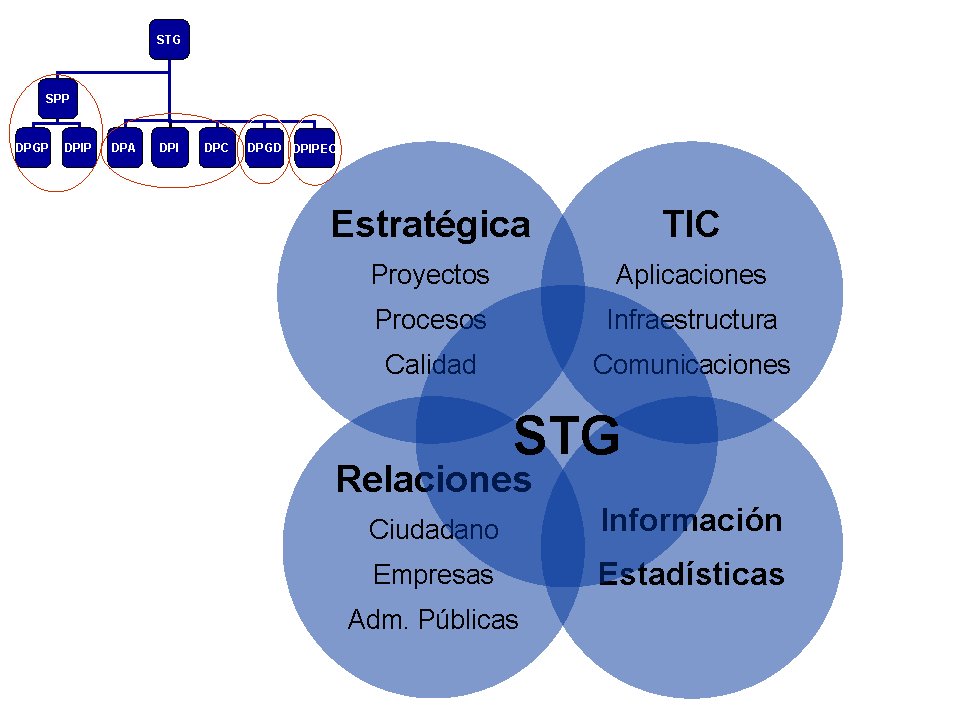 STG
SPP
DPGP DPIP DPA DPI DPC DPGD DPIPEC
Estratégica
Proyectos
Procesos
Calidad
TIC
Aplicaciones
Infraestructura
Comunicaciones
STG
Relaciones
Ciudadano
Empresas
Adm. Públicas
Información
Estadísticas